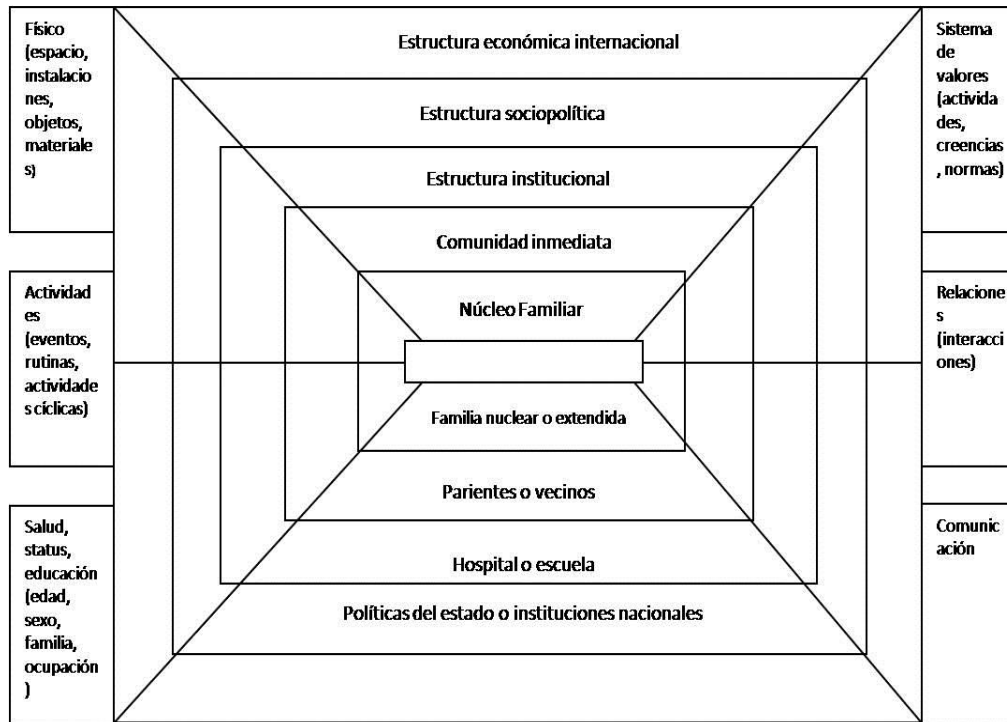 Físico
(espacio,
instalacio
nes,
objetos,
materiale
s)
Actividad
es
(eventos,
rutinas,
actividade
s cíclicas)
Salud,
status,
educación
(edad,
sexo,
familia,
ocupación
)
Estructura económica internacional
Estructura sociopolítica
Estructura institucional
Comunidad inmediata
Núcleo Familiar
Familia nuclear o extendida
Parientes o vecinos
Hospital o escuela
Políticas del estado o instituciones nacionales
Sistema
de
valores
(activida
des,
creencias
, normas)
Relacione
s
(interacci
ones)
Comunic
ación